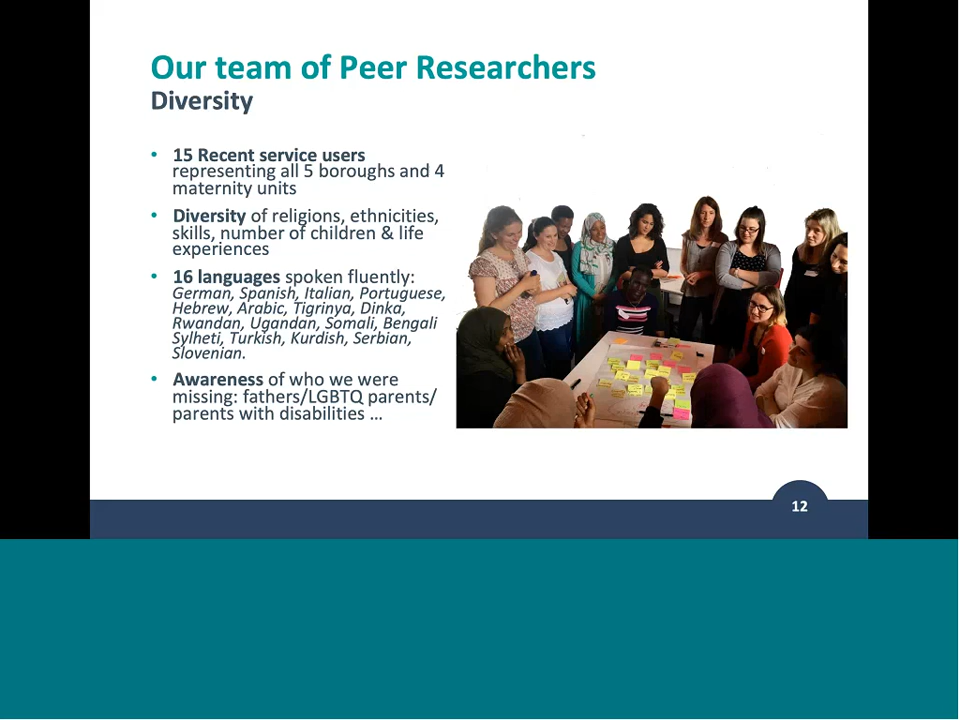 Our team of Peer Researchers
Diversity
• 15 Recent service users
representing all 5 boroughs and 4
maternity units
• Diversity of religions, ethnicities,
skills, number of children & life
experiences
• 16 languages spoken fluently:
German, Spanish, Italian, Portuguese,
Hebrew, Arabic, Tigrinya, Dinka,
Rwandan, Ugandan, Somali, Bengali
Sylheti, Turkish, Kurdish, Serbian,
Slovenian.
• Awareness of who we were
missing: fathers/LGBTQ parents/
parents with disabilities ...
12